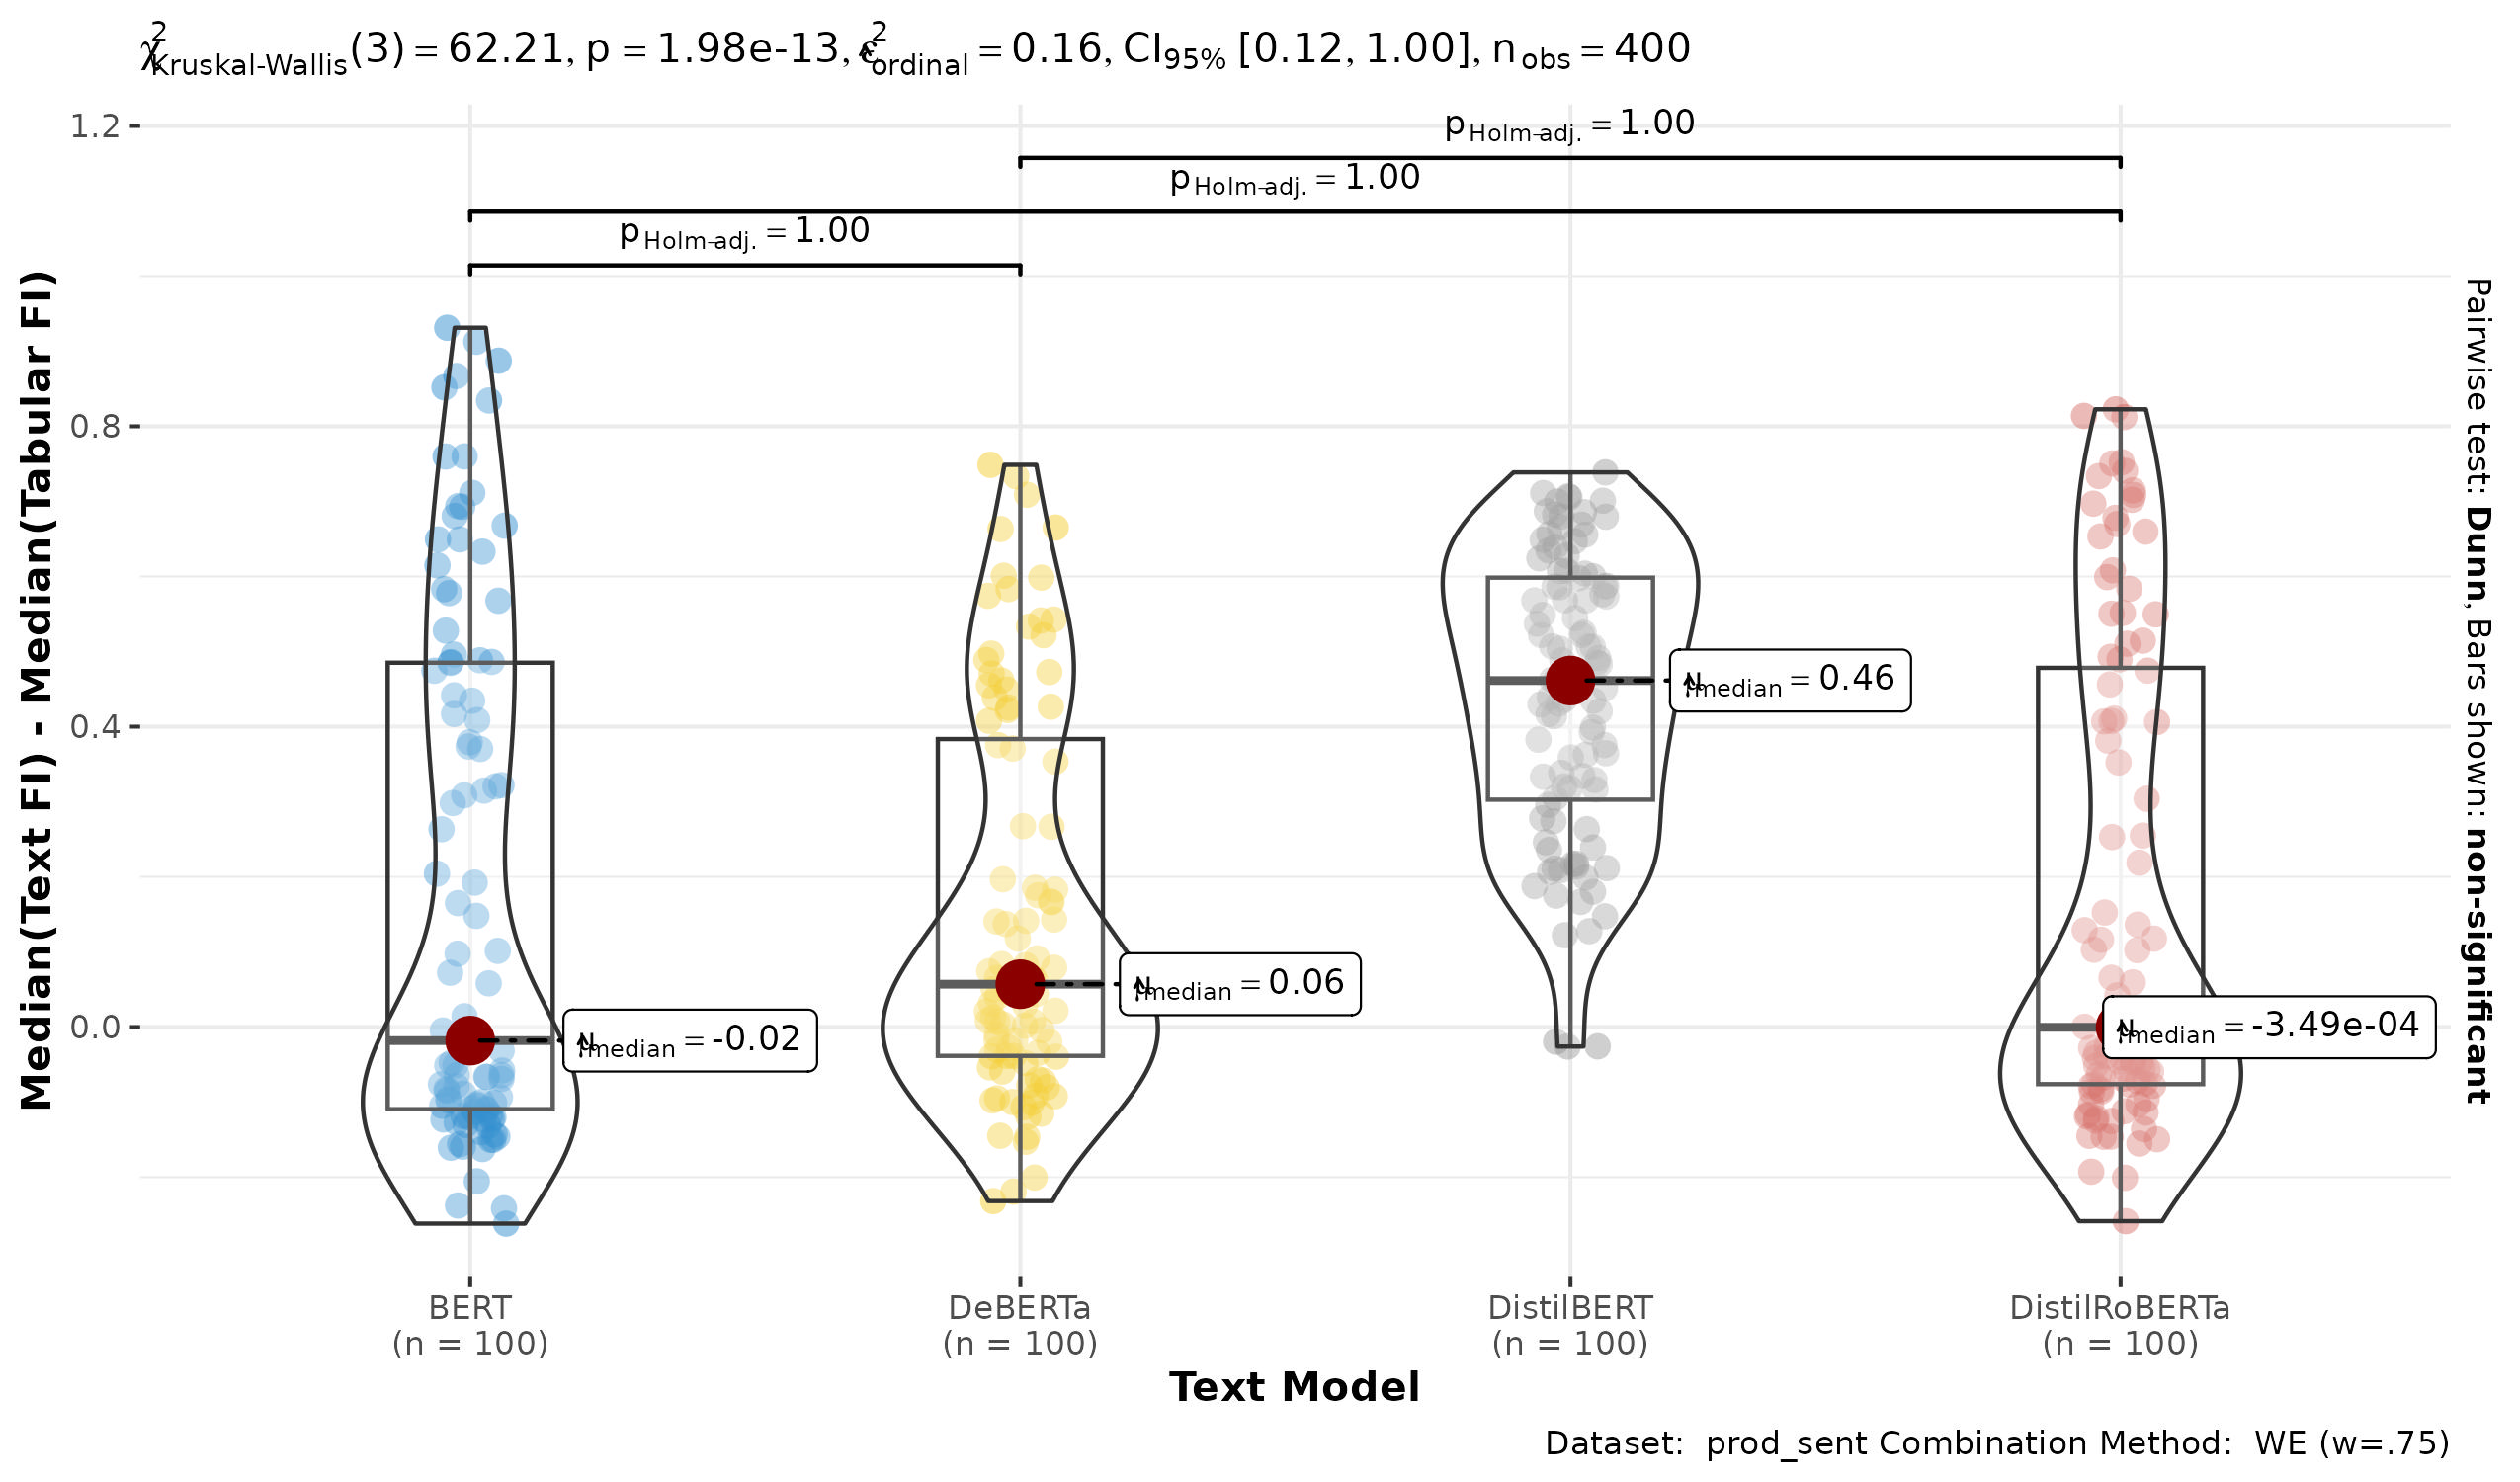 χ²Kruskal-Wallis(3) = 62.21, p = 1.98e-13, ε̂²ordinal = 0.16, CI95% [0.12, 1.00], nobs = 400
Median(Text FI) - Median(Tabular FI)
1.2
0.8
0.4
0.0
pHolm-adj. = 1.00
pHolm-adj. = 1.00
pHolm-adj. = 1.00
μ̂median = -0.02
μ̂median = 0.06
μ̂median = 0.46
μ̂median = -3.49e-04
Pairwise test: Dunn, Bars shown: non-significant
BERT
(n = 100)
DeBERTa
(n = 100)
DistilBERT
(n = 100)
DistilRoBERTa
(n = 100)
Text Model
Dataset: prod_sent Combination Method: WE (w=.75)